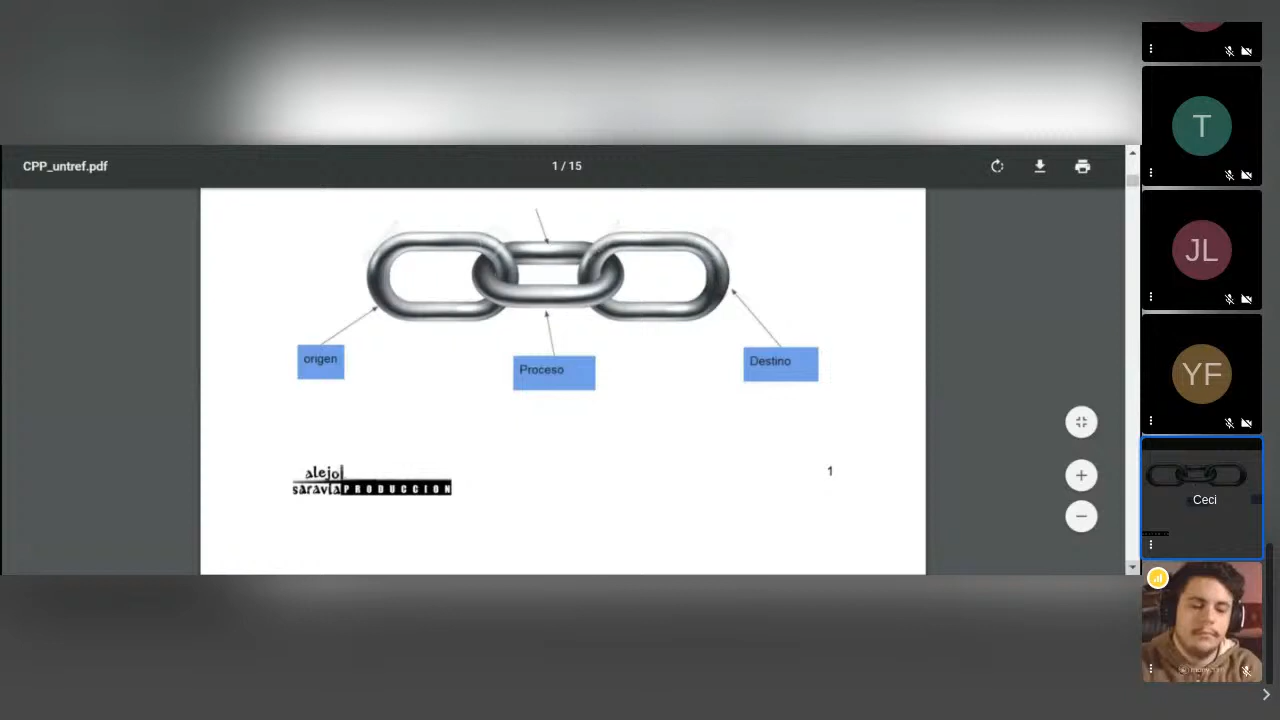 CPP_untref.pdf
1 / 15
origen
Proceso
Destino
alejo
saravia PRODUCCION
1
T
JL
YF
Ceci